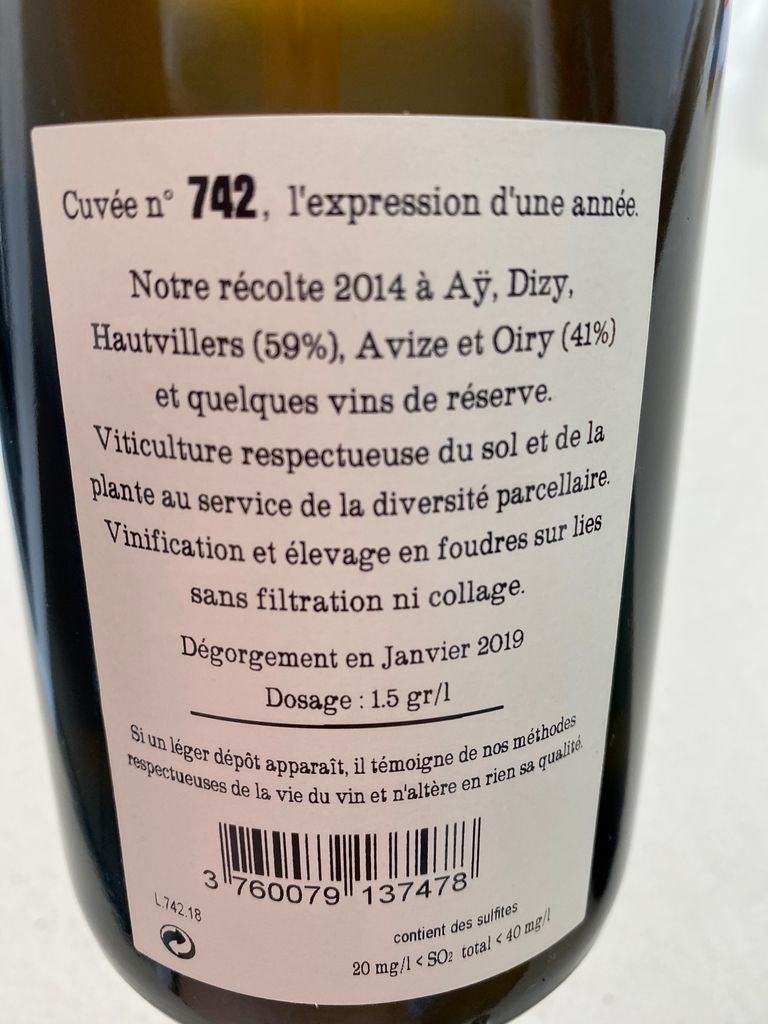 Cuvée n° 742, l'expression d'une année.
Notre récolte 2014 à Aÿ, Dizy,
Hautvillers (59%), Avize et Oiry (41%)
et quelques vins de réserve.
Viticulture respectueuse du sol et de la
plante au service de la diversité parcellaire.
Vinification et élevage en foudres sur lies
sans filtration ni collage.
Dégorgement en Janvier 2019
Dosage : 1.5 gr/l
Si un léger dépôt apparaît, il témoigne de nos méthodes
respectueuses de la vie du vin et n'altère en rien sa qualité.
3 760079 137478
L.742.18
contient des sulfites
20 mg/l < SO₂ total < 40 mg/l